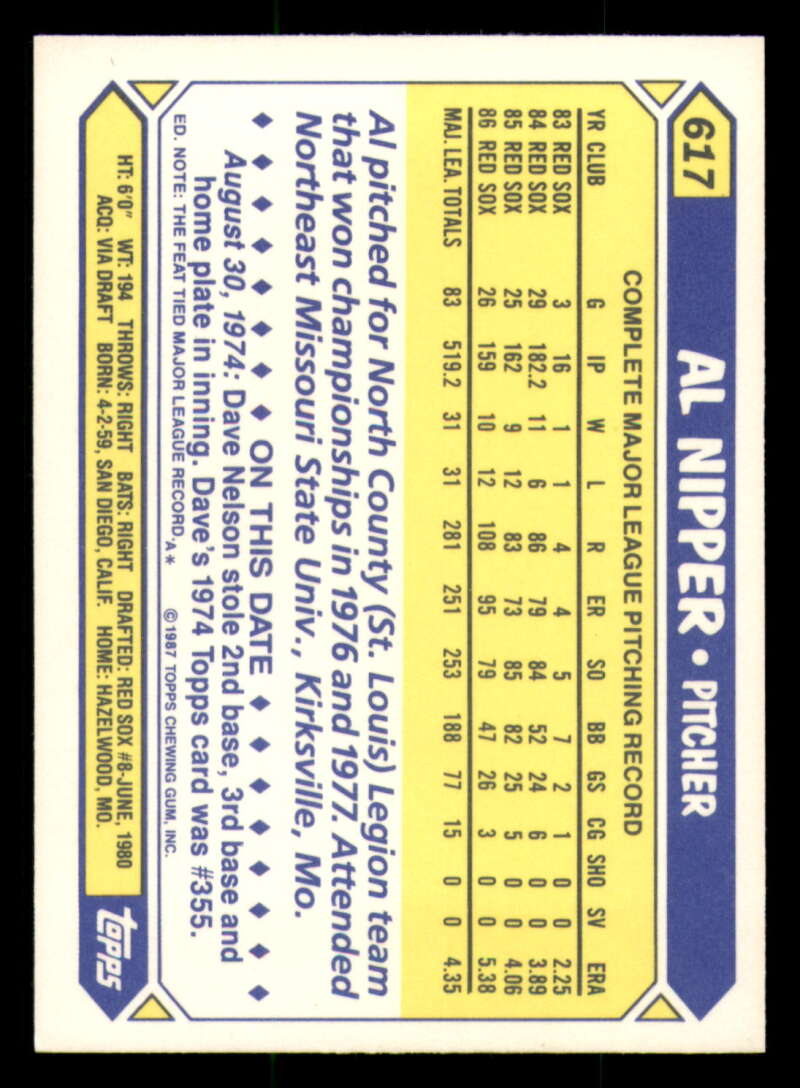 617
AL NIPPER • PITCHER
COMPLETE MAJOR LEAGUE PITCHING RECORD
YR CLUB G IP W L R ER SO BB GS CG SHO SV ERA
83 RED SOX 3 16 1 1 4 4 5 7 2 1 0 0 2.25
84 RED SOX 29 182.2 11 6 86 79 84 52 24 6 0 0 3.89
85 RED SOX 25 162 9 12 83 73 85 82 25 5 0 0 4.06
86 RED SOX 26 159 10 12 108 95 79 47 26 3 0 0 5.38
MAJ. LEA. TOTALS 83 519.2 31 31 281 251 253 188 77 15 0 0 4.35
Al pitched for North County (St. Louis) Legion team
that won championships in 1976 and 1977. Attended
Northeast Missouri State Univ., Kirksville, Mo.
♦ ♦ ♦ ♦ ♦ ♦ ♦ ON THIS DATE ♦ ♦ ♦ ♦ ♦ ♦ ♦
August 30, 1974: Dave Nelson stole 2nd base, 3rd base and
home plate in inning. Dave's 1974 Topps card was #355.
ED. NOTE: THE FEAT TIED MAJOR LEAGUE RECORD. A* ©1987 TOPPS CHEWING GUM, INC.
HT: 6'0" WT: 194 THROWS: RIGHT BATS: RIGHT DRAFTED: RED SOX #8-JUNE, 1980
ACQ: VIA DRAFT BORN: 4-2-59, SAN DIEGO, CALIF. HOME: HAZELWOOD, MO.
topps